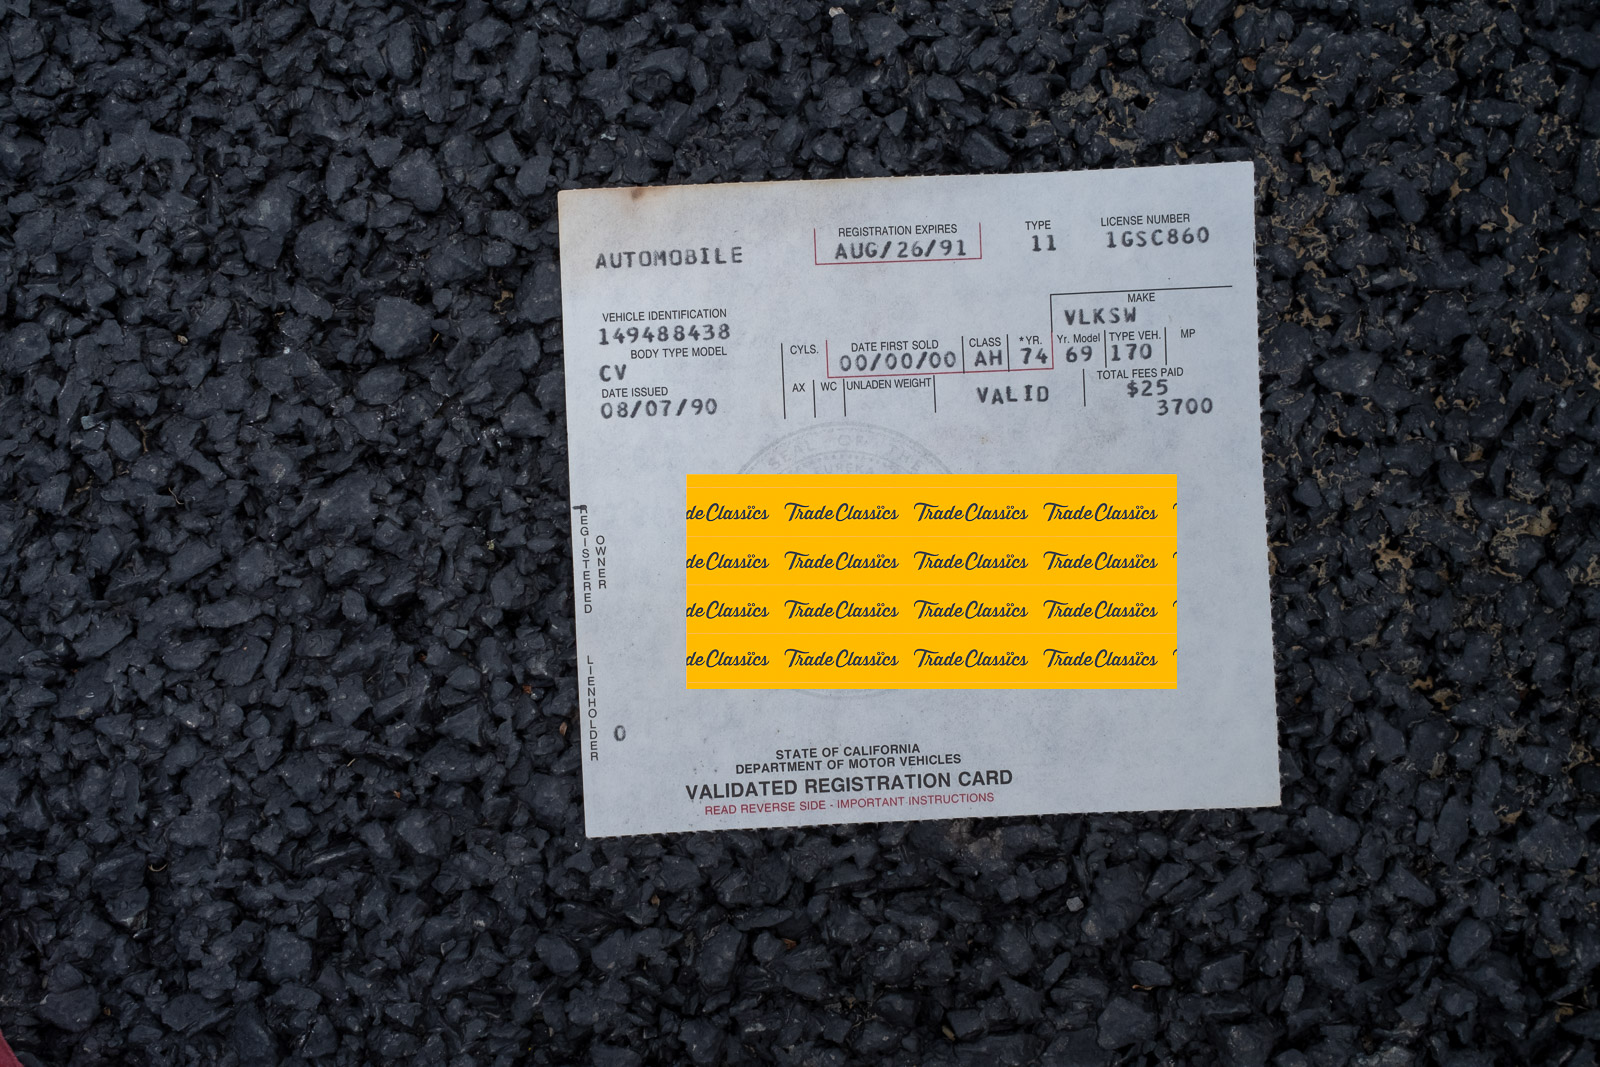 REGISTRATION EXPIRES TYPE LICENSE NUMBER
AUTOMOBILE AUG/26/91 11 1GSC860
MAKE
VEHICLE IDENTIFICATION VLKSW
149488438 CYLS. DATE FIRST SOLD CLASS *YR. Yr. Model TYPE VEH. MP
BODY TYPE MODEL 00/00/00 AH 74 69 170
CV AX WC UNLADEN WEIGHT VALID TOTAL FEES PAID
DATE ISSUED $25
08/07/90 3700
SEAL OF THE
EUREKA
REGISTERED
OWNER
deClassics TradeClassics TradeClassics TradeClassics
deClassics TradeClassics TradeClassics TradeClassics
deClassics TradeClassics TradeClassics TradeClassics
deClassics TradeClassics TradeClassics TradeClassics
LIENHOLDER
0
STATE OF CALIFORNIA
DEPARTMENT OF MOTOR VEHICLES
VALIDATED REGISTRATION CARD
READ REVERSE SIDE - IMPORTANT INSTRUCTIONS